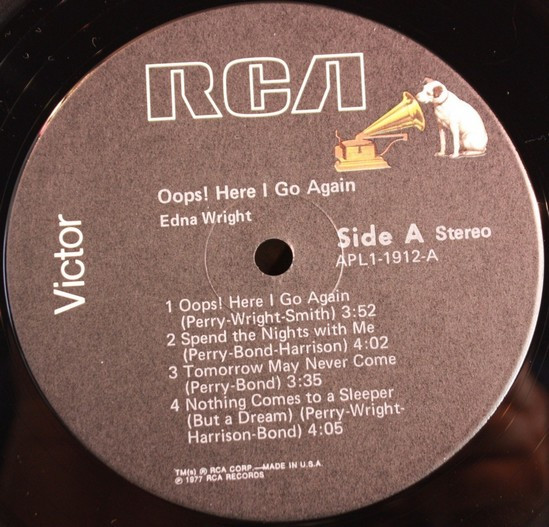 RCA
Victor
Oops! Here I Go Again
Edna Wright
Side A Stereo
APL1-1912-A
1 Oops! Here I Go Again
(Perry-Wright-Smith) 3:52
2 Spend the Nights with Me
(Perry-Bond-Harrison) 4:02
3 Tomorrow May Never Come
(Perry-Bond) 3:35
4 Nothing Comes to a Sleeper
(But a Dream) (Perry-Wright-
Harrison-Bond) 4:05
TM(s) ® RCA CORP.—MADE IN U.S.A.
℗ 1977 RCA RECORDS